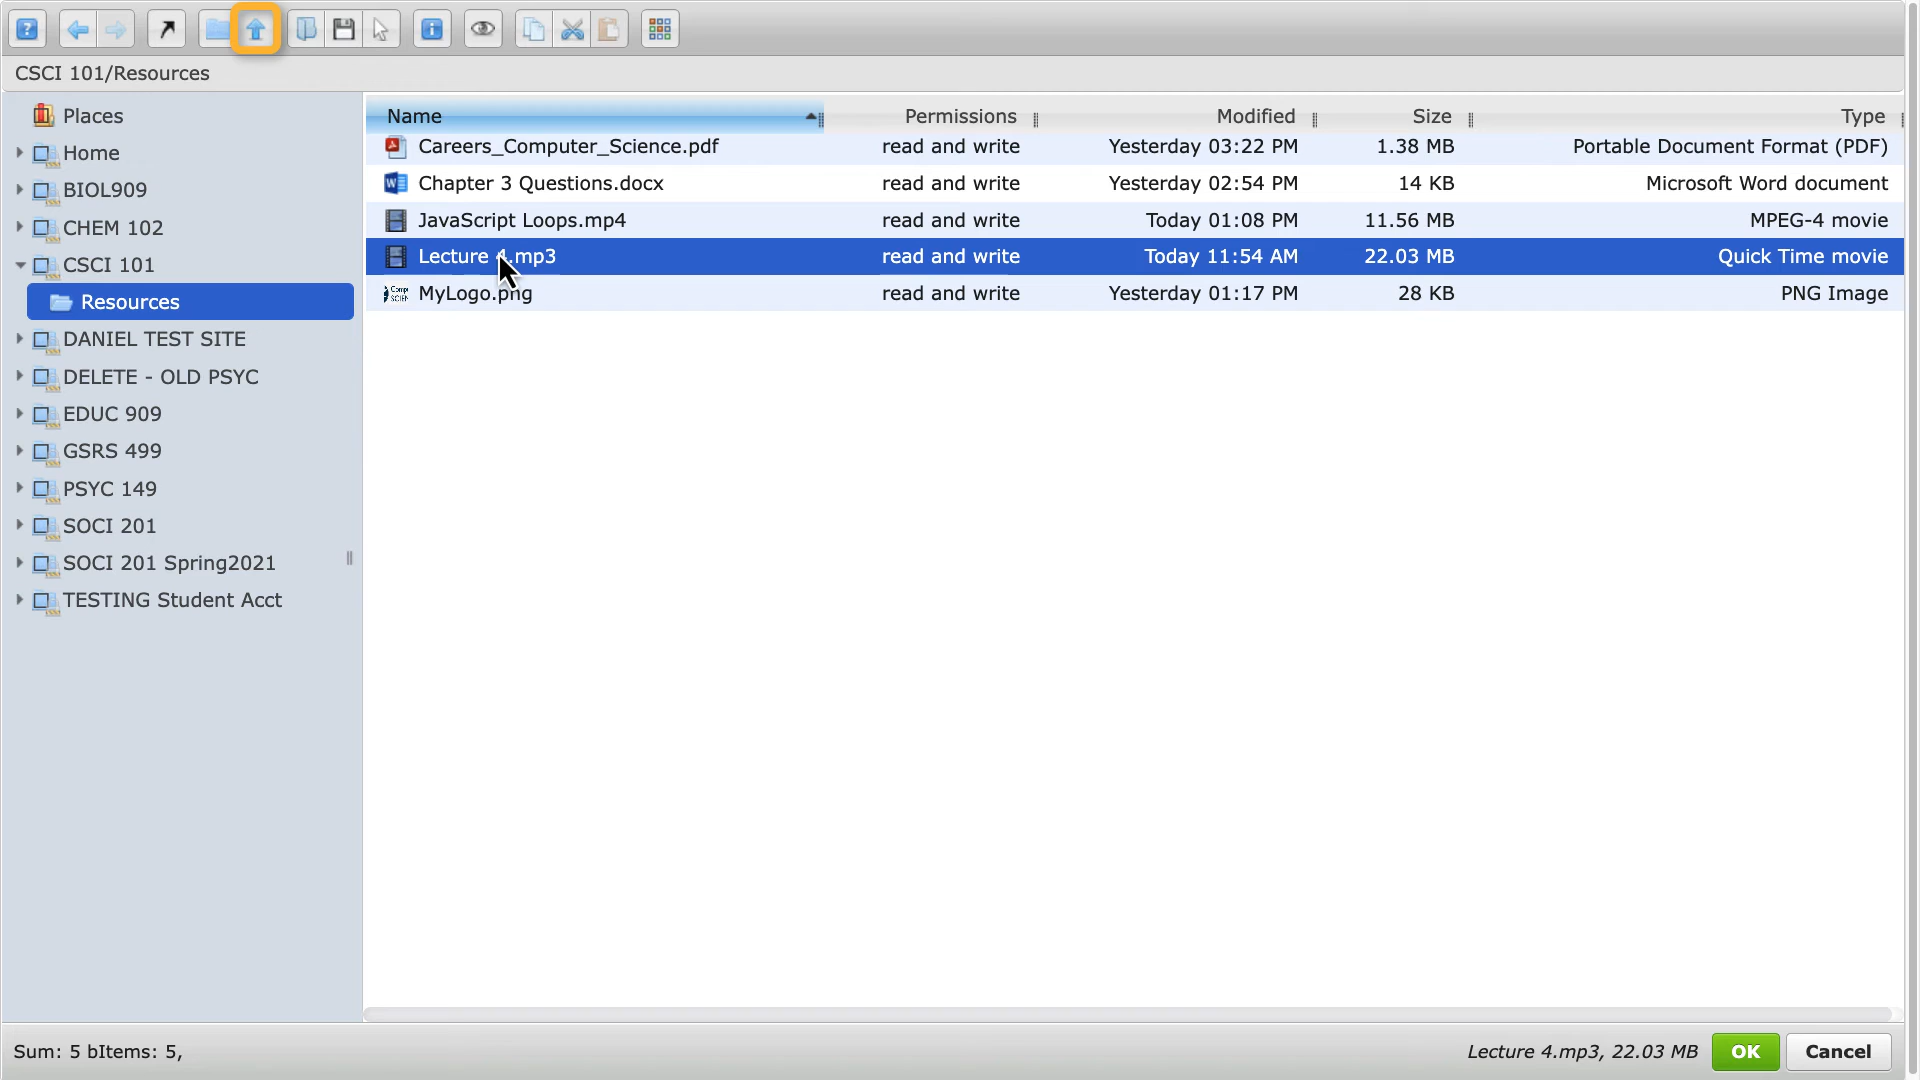 CSCI 101/Resources
Places
Home
BIOL909
CHEM 102
CSCI 101
Resources
DANIEL TEST SITE
DELETE - OLD PSYC
EDUC 909
GSRS 499
PSYC 149
SOCI 201
SOCI 201 Spring2021
TESTING Student Acct
Name Permissions Modified Size Type
Careers_Computer_Science.pdf read and write Yesterday 03:22 PM 1.38 MB Portable Document Format (PDF)
Chapter 3 Questions.docx read and write Yesterday 02:54 PM 14 KB Microsoft Word document
JavaScript Loops.mp4 read and write Today 01:08 PM 11.56 MB MPEG-4 movie
Lecture 4.mp3 read and write Today 11:54 AM 22.03 MB Quick Time movie
MyLogo.png read and write Yesterday 01:17 PM 28 KB PNG Image
Sum: 5 bItems: 5,
Lecture 4.mp3, 22.03 MB
OK
Cancel